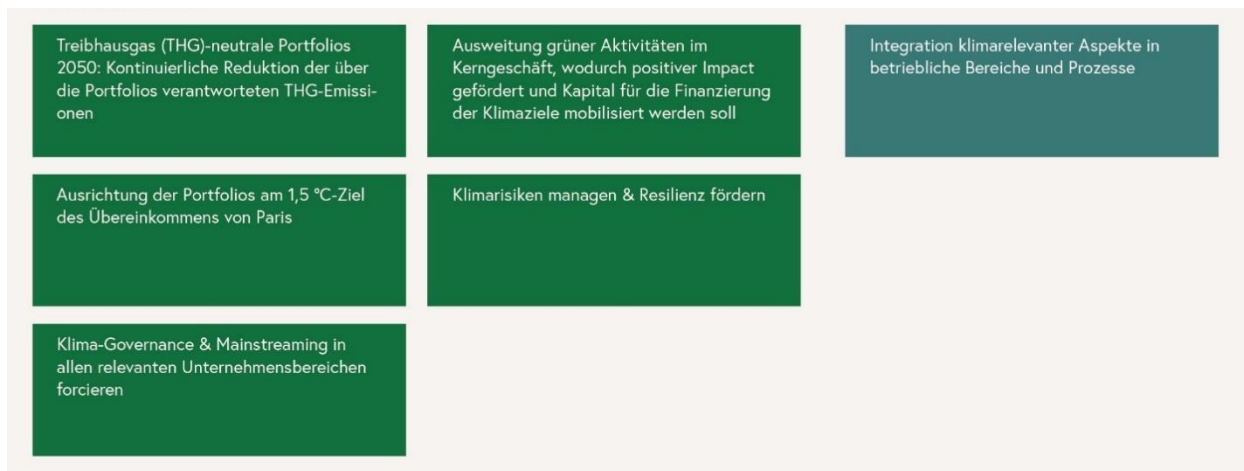 Treibhausgas (THG)-neutrale Portfolios
2050: Kontinuierliche Reduktion der über
die Portfolios verantworteten THG-Emissi-
onen
Ausweitung grüner Aktivitäten im
Kerngeschäft, wodurch positiver Impact
gefördert und Kapital für die Finanzierung
der Klimaziele mobilisiert werden soll
Integration klimarelevanter Aspekte in
betriebliche Bereiche und Prozesse
Ausrichtung der Portfolios am 1,5 °C-Ziel
des Übereinkommens von Paris
Klimarisiken managen & Resilienz fördern
Klima-Governance & Mainstreaming in
allen relevanten Unternehmensbereichen
forcieren